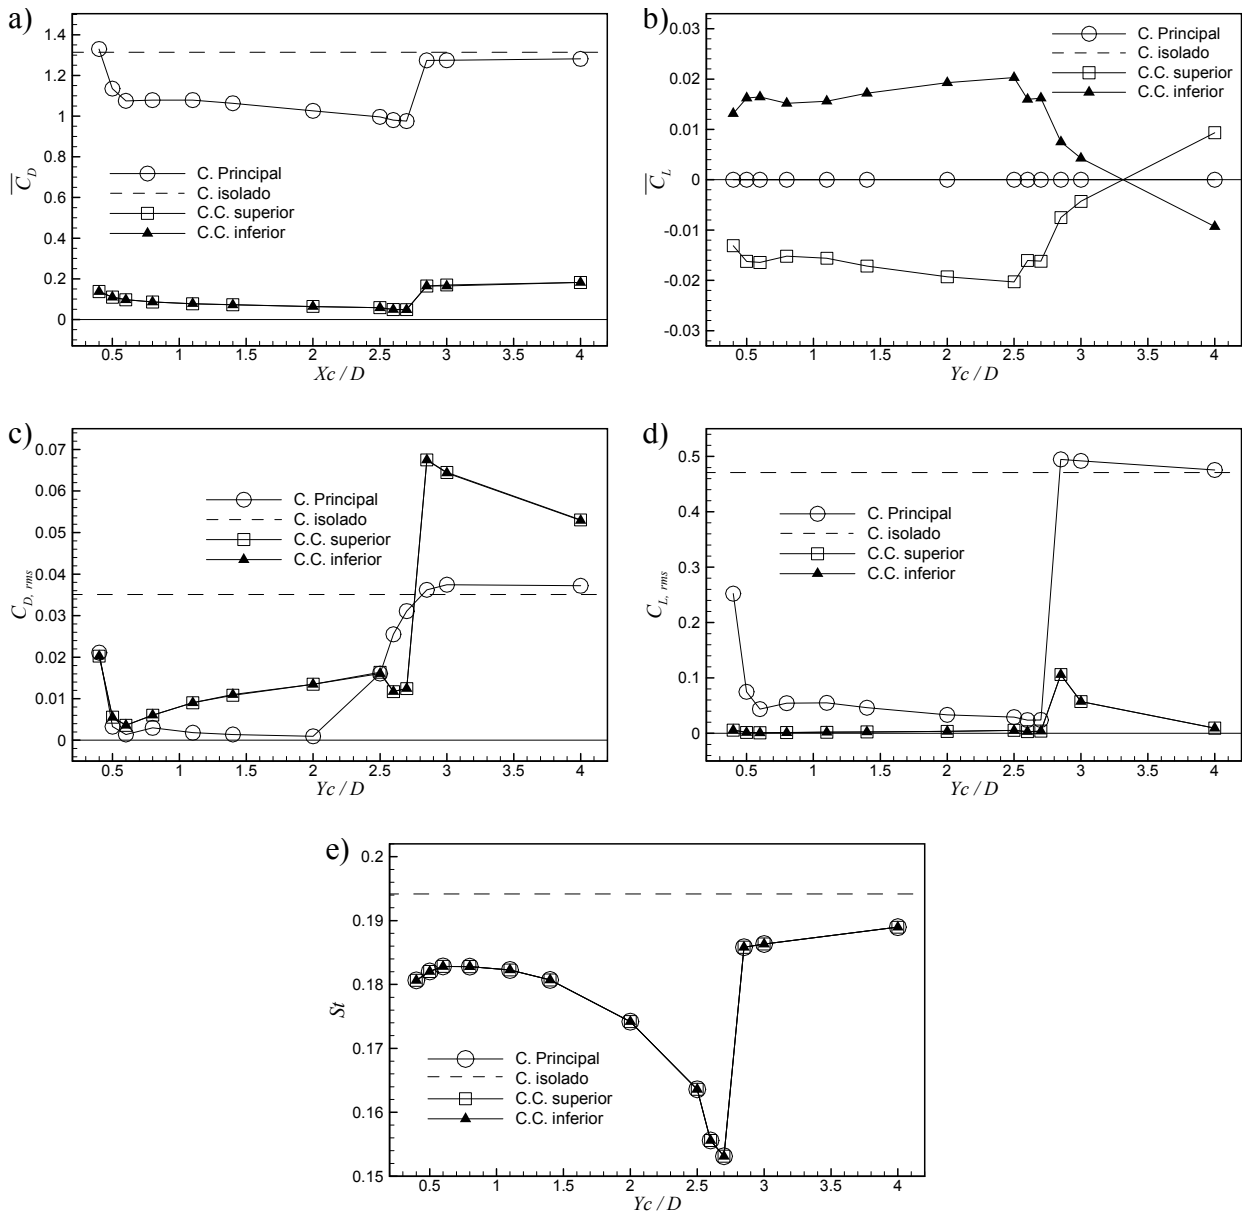 a)
1.4
1.2
1
0.8
0.6
0.4
0.2
0
C_D
C. Principal
C. isolado
C.C. superior
C.C. inferior
0.5 1 1.5 2 2.5 3 3.5 4
Xc / D
b)
0.03
0.02
0.01
0
-0.01
-0.02
-0.03
C_L
C. Principal
C. isolado
C.C. superior
C.C. inferior
0.5 1 1.5 2 2.5 3 3.5 4
Yc / D
c)
0.07
0.06
0.05
0.04
0.03
0.02
0.01
0
C_D, rms
C. Principal
C. isolado
C.C. superior
C.C. inferior
0.5 1 1.5 2 2.5 3 3.5 4
Yc / D
d)
0.5
0.4
0.3
0.2
0.1
0
C_L, rms
C. Principal
C. isolado
C.C. superior
C.C. inferior
0.5 1 1.5 2 2.5 3 3.5 4
Yc / D
e)
0.2
0.19
0.18
0.17
0.16
0.15
St
C. Principal
C. isolado
C.C. superior
C.C. inferior
0.5 1 1.5 2 2.5 3 3.5 4
Yc / D